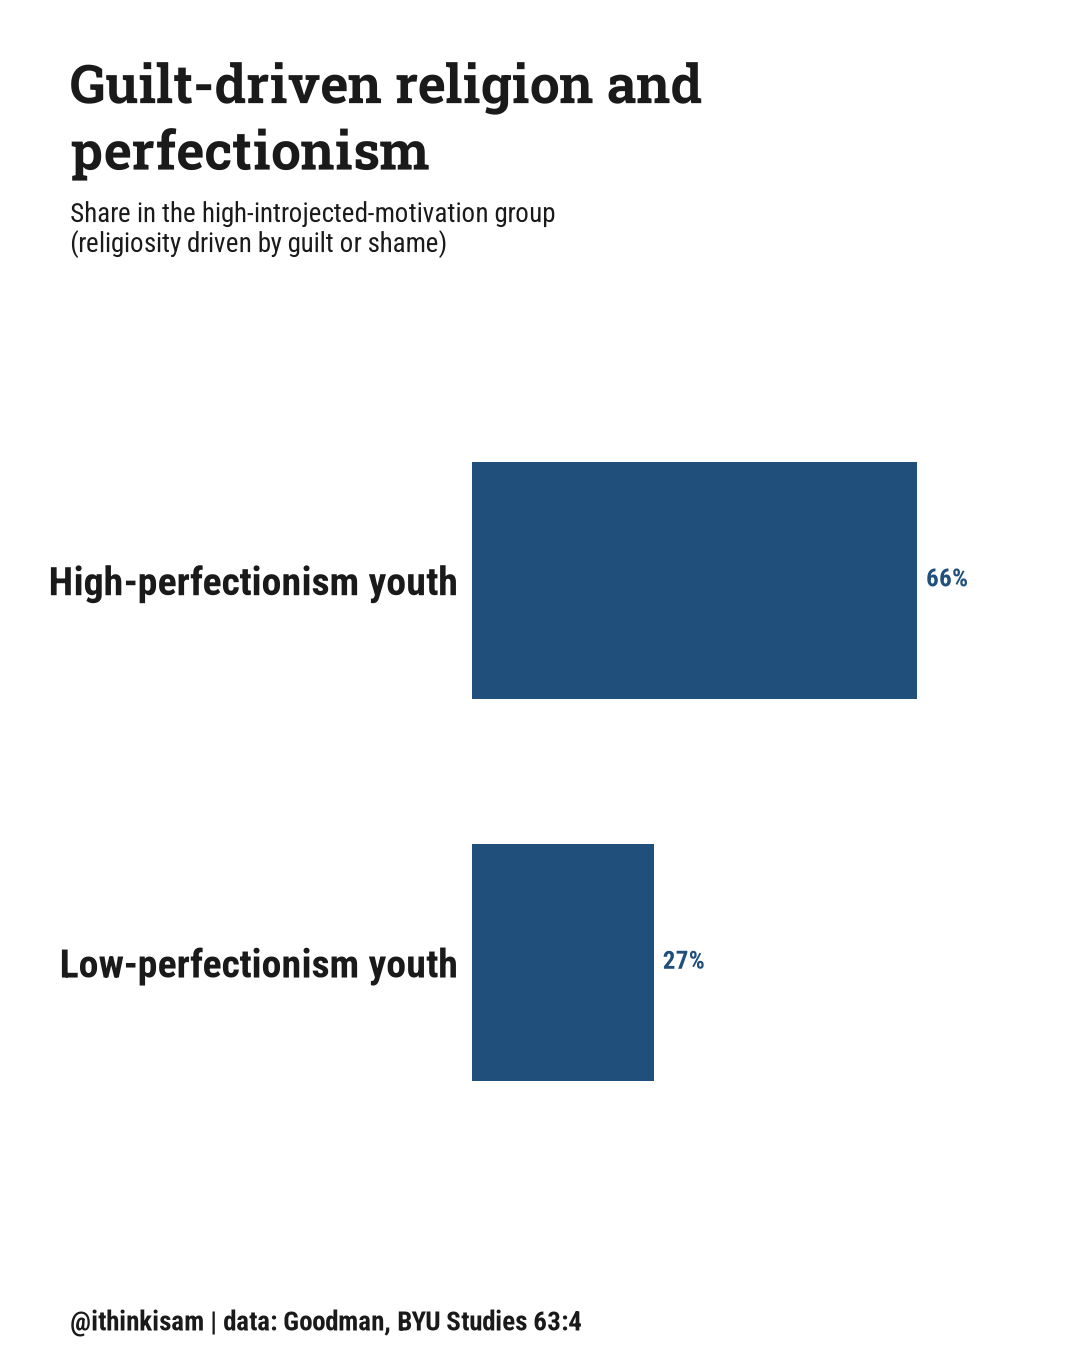 Guilt-driven religion and
perfectionism
Share in the high-introjected-motivation group
(religiosity driven by guilt or shame)
High-perfectionism youth
66%
Low-perfectionism youth
27%
@ithinkisam | data: Goodman, BYU Studies 63:4